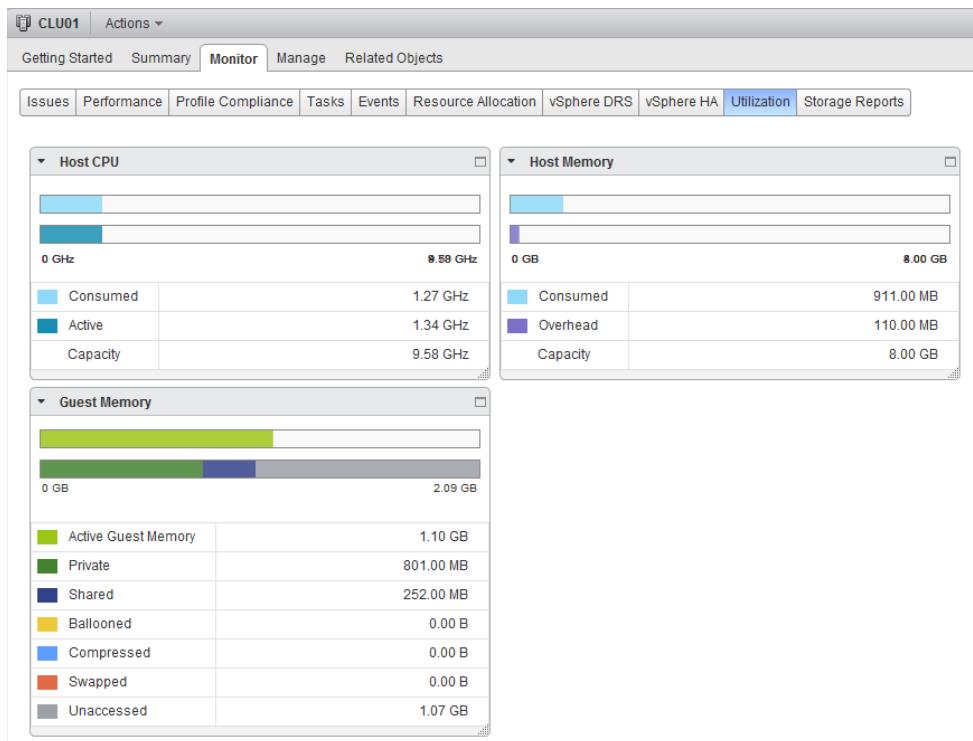 CLU01 Actions
Getting Started Summary Monitor Manage Related Objects
Issues Performance Profile Compliance Tasks Events Resource Allocation vSphere DRS vSphere HA Utilization Storage Reports
Host CPU
0 GHz 9.58 GHz
Consumed 1.27 GHz
Active 1.34 GHz
Capacity 9.58 GHz
Host Memory
0 GB 8.00 GB
Consumed 911.00 MB
Overhead 110.00 MB
Capacity 8.00 GB
Guest Memory
0 GB 2.09 GB
Active Guest Memory 1.10 GB
Private 801.00 MB
Shared 252.00 MB
Ballooned 0.00 B
Compressed 0.00 B
Swapped 0.00 B
Unaccessed 1.07 GB